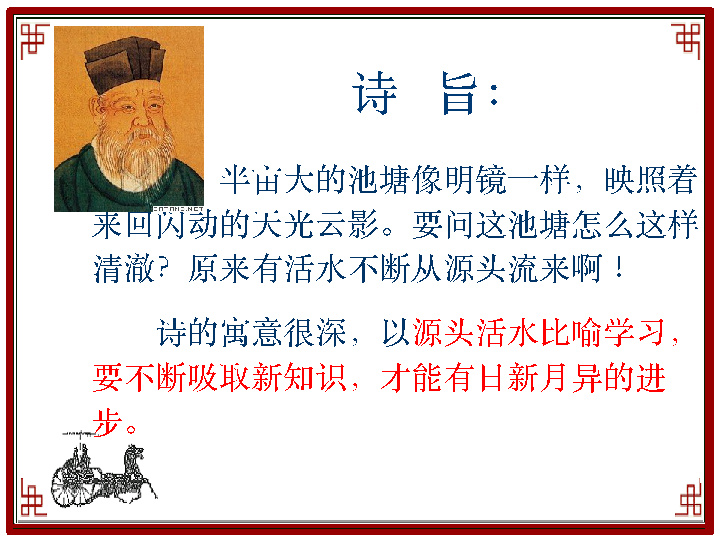 诗 旨：
半亩大的池塘像明镜一样，映照着
来回闪动的天光云影。要问这池塘怎么这样
清澈？原来有活水不断从源头流来啊！
诗的寓意很深，以源头活水比喻学习，
要不断吸取新知识，才能有日新月异的进
步。